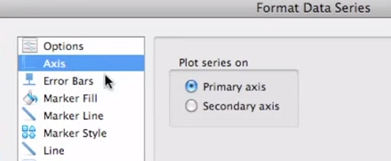 Format Data Series
Options
Axis
Error Bars
Marker Fill
Marker Line
Marker Style
Line
Plot series on
Primary axis
Secondary axis